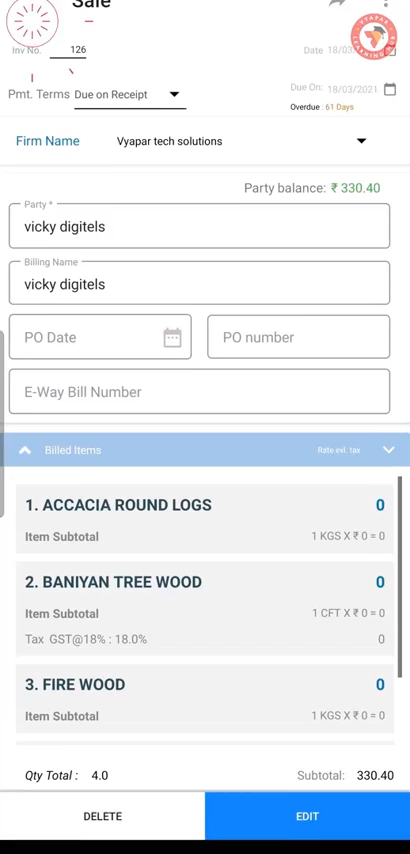 Sale
Inv No. 126
Date 18/03
VYAPAR
LEARNING HUB
Pmt. Terms Due on Receipt
Due On: 18/03/2021
Overdue : 61 Days
Firm Name Vyapar tech solutions
Party balance: ₹ 330.40
Party *
vicky digitels
Billing Name
vicky digitels
PO Date PO number
E-Way Bill Number
Billed Items Rate exl. tax
1. ACCACIA ROUND LOGS 0
Item Subtotal 1 KGS X ₹ 0 = 0
2. BANIYAN TREE WOOD 0
Item Subtotal 1 CFT X ₹ 0 = 0
Tax GST@18% : 18.0% 0
3. FIRE WOOD 0
Item Subtotal 1 KGS X ₹ 0 = 0
Qty Total : 4.0 Subtotal: 330.40
DELETE EDIT